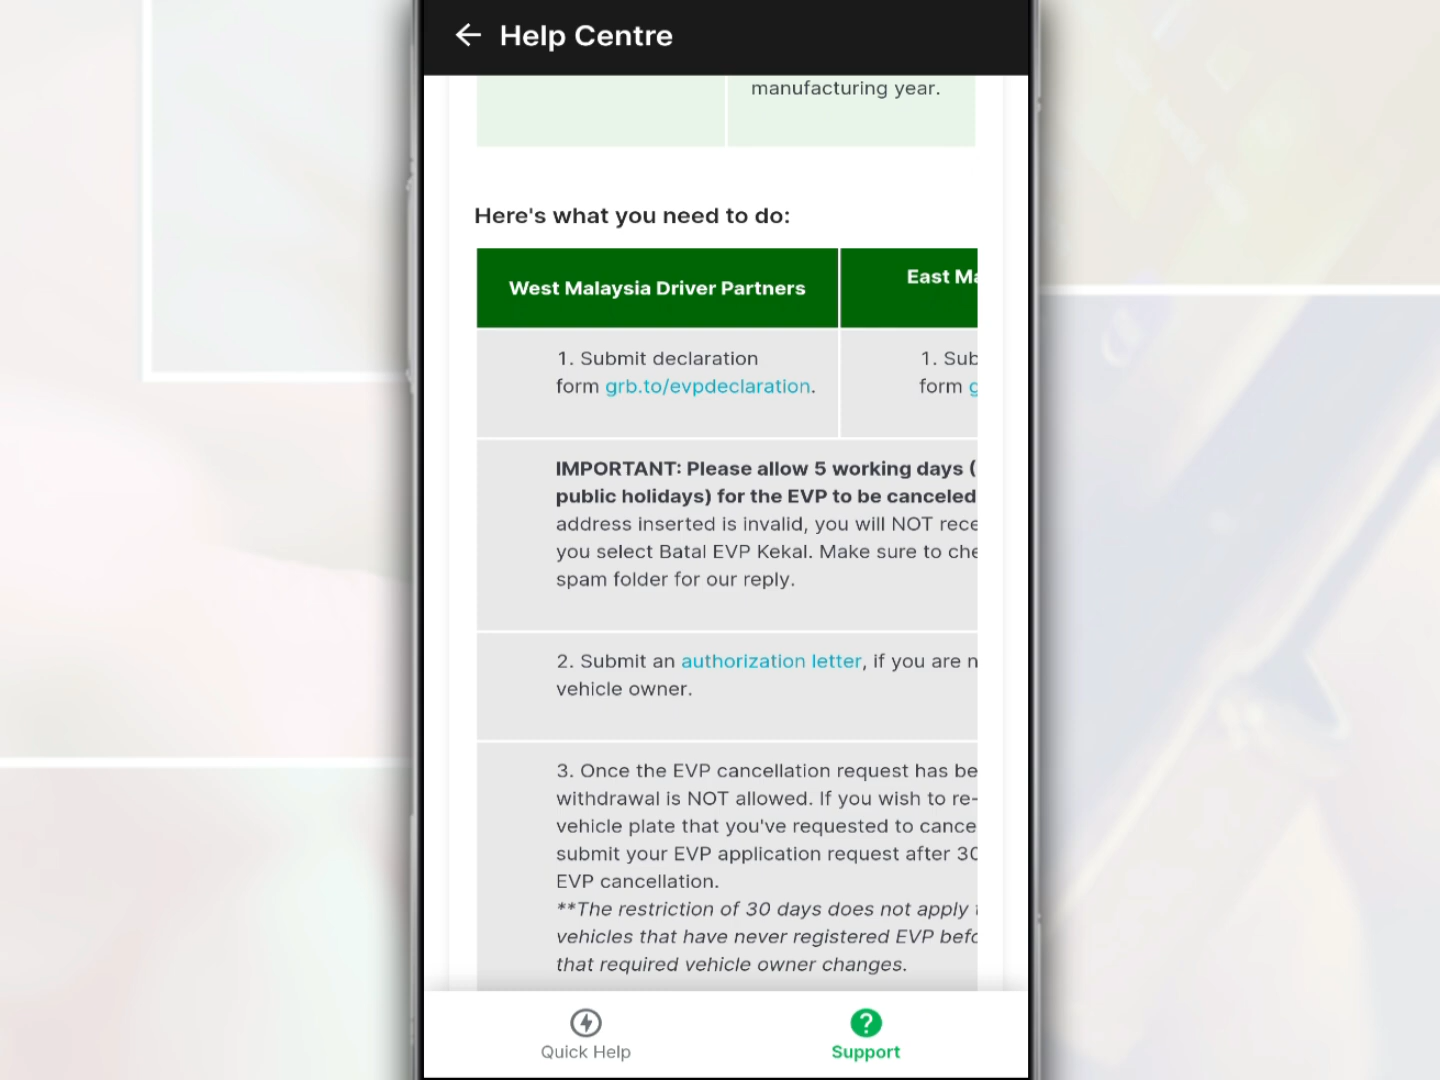 Help Centre
manufacturing year.
Here's what you need to do:
West Malaysia Driver Partners
East
1. Submit declaration
form grb.to/evpdeclaration.
1.
form
IMPORTANT: Please allow 5 working days (
public holidays) for the EVP to be canceled
address inserted is invalid, you will NOT
you select Batal EVP Kekal. Make sure to
spam folder for our reply.
2. Submit an authorization letter, if you are
vehicle owner.
3. Once the EVP cancellation request has
withdrawal is NOT allowed. If you wish to re-
vehicle plate that you've requested to
submit your EVP application request after 30
EVP cancellation.
**The restriction of 30 days does not apply
vehicles that have never registered EVP
that required vehicle owner changes.
Quick Help
Support